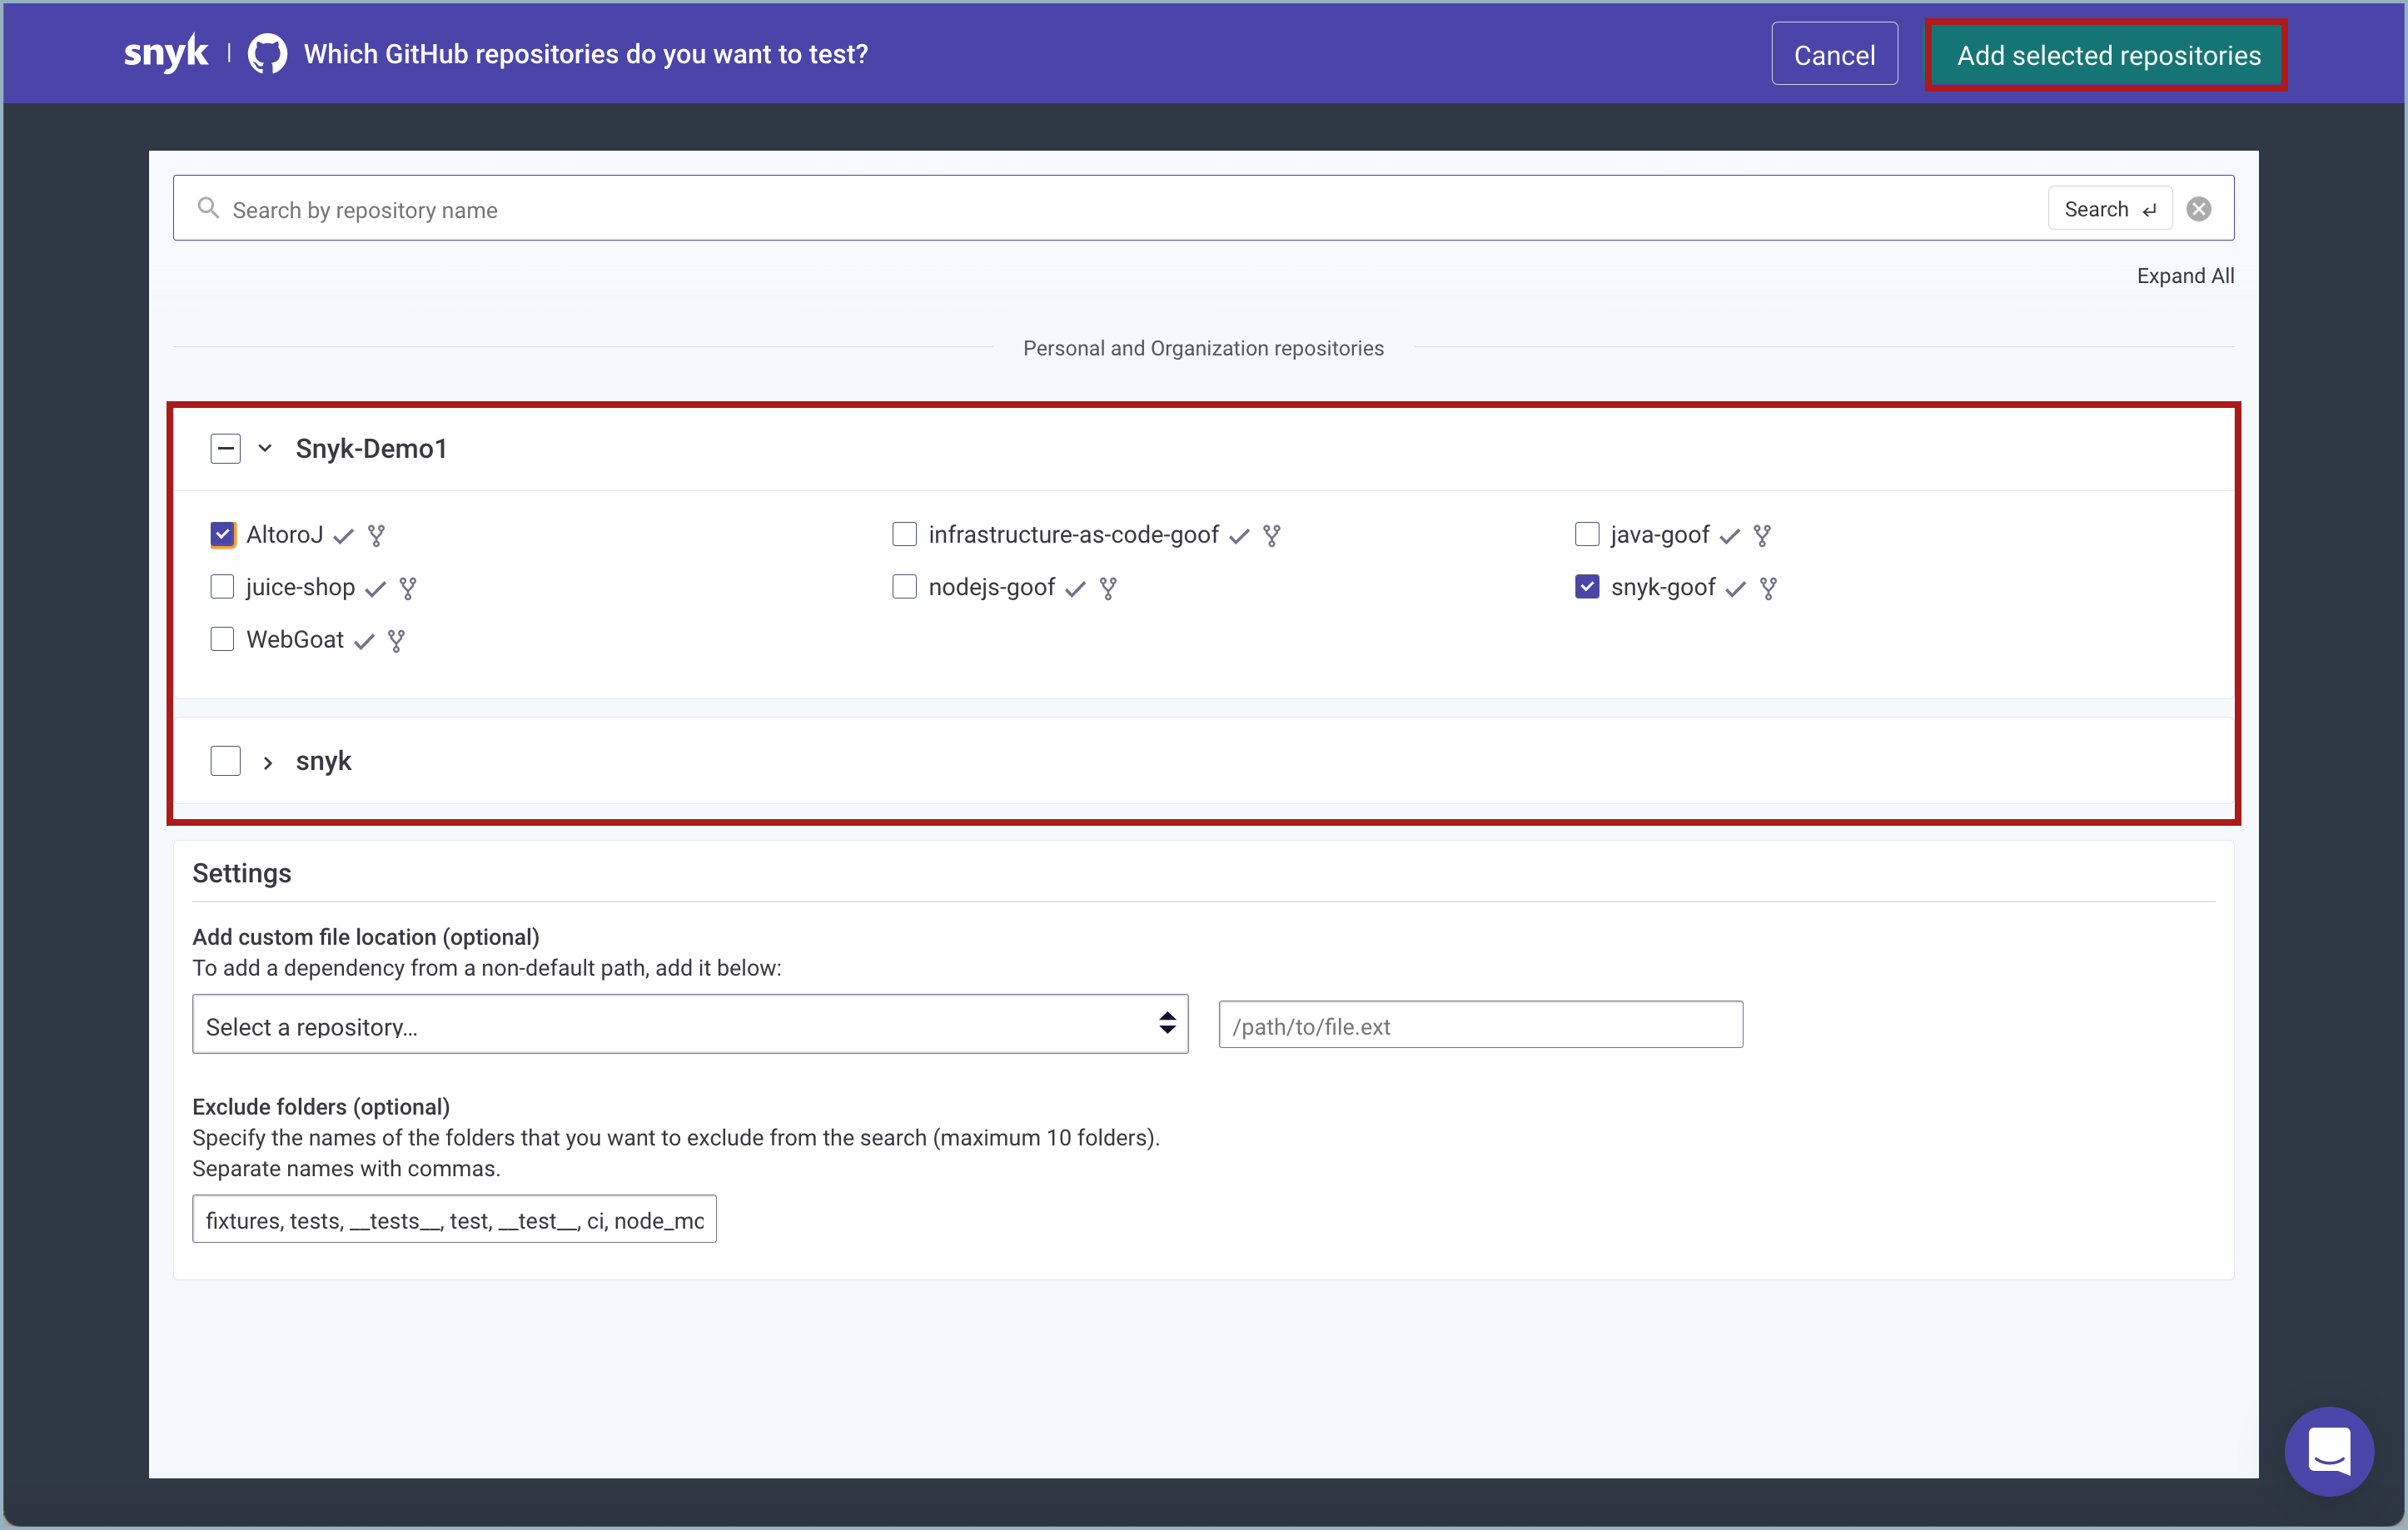 snyk | Which GitHub repositories do you want to test?
Cancel
Add selected repositories
Search by repository name
Search
Expand All
Personal and Organization repositories
Snyk-Demo1
AltoroJ
infrastructure-as-code-goof
java-goof
juice-shop
nodejs-goof
snyk-goof
WebGoat
snyk
Settings
Add custom file location (optional)
To add a dependency from a non-default path, add it below:
Select a repository...
/path/to/file.ext
Exclude folders (optional)
Specify the names of the folders that you want to exclude from the search (maximum 10 folders).
Separate names with commas.
fixtures, tests, __tests__, test, __test__, ci, node_mo